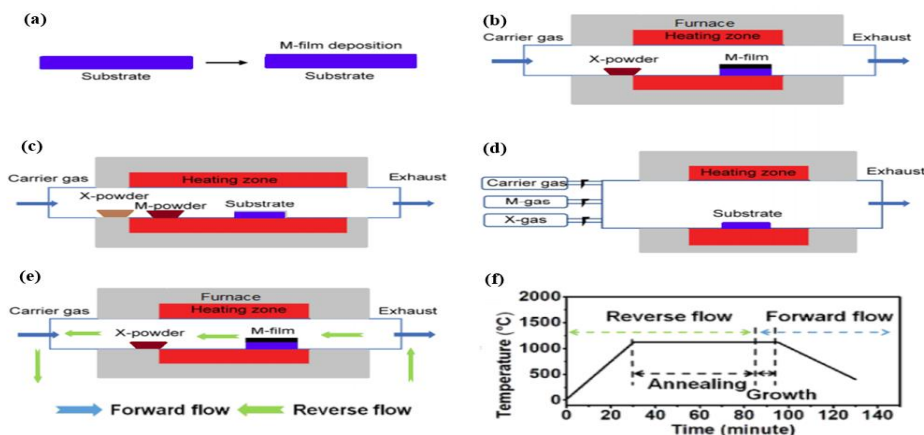 (a)
M-film deposition
Substrate
Substrate
(b)
Furnace
Carrier gas
Heating zone
Exhaust
X-powder
M-film
(c)
Carrier gas
Heating zone
Exhaust
X-powder
M-powder
Substrate
(d)
Heating zone
Exhaust
Carrier gas
M-gas
X-gas
Substrate
(e)
Furnace
Carrier gas
Heating zone
Exhaust
X-powder
M-film
Forward flow
Reverse flow
(f)
Temperature (°C)
2000
1500
1000
500
0
Reverse flow
Forward flow
Annealing
Growth
0 20 40 60 80 100 120 140
Time (minute)